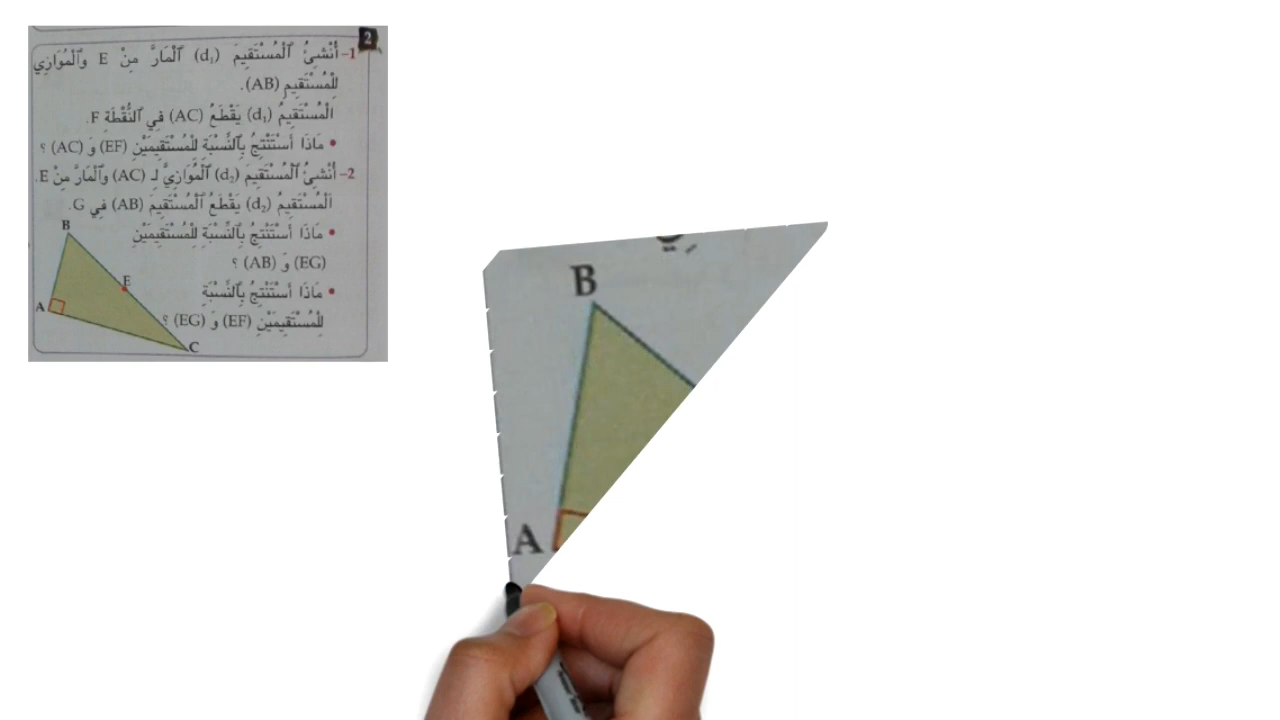 2
1- أُنْشِئُ ٱلْمُسْتَقِيمَ (d₁) ٱلْمَارَّ مِنْ E وَٱلْمُوَازِي
لِلْمُسْتَقِيمِ (AB).
ٱلْمُسْتَقِيمُ (d₁) يَقْطَعُ (AC) فِي ٱلنُّقْطَةِ F.
• مَاذَا أَسْتَنْتِجُ بِٱلنِّسْبَةِ لِلْمُسْتَقِيمَيْنِ (EF) وَ (AC) ؟
2- أُنْشِئُ ٱلْمُسْتَقِيمَ (d₂) ٱلْمُوَازِيَّ لِـ (AC) وَٱلْمَارَّ مِنْ E.
ٱلْمُسْتَقِيمُ (d₂) يَقْطَعُ ٱلْمُسْتَقِيمَ (AB) فِي G.
• مَاذَا أَسْتَنْتِجُ بِٱلنِّسْبَةِ لِلْمُسْتَقِيمَيْنِ
(EG) وَ (AB) ؟
• مَاذَا أَسْتَنْتِجُ بِٱلنِّسْبَةِ
لِلْمُسْتَقِيمَيْنِ (EF) وَ (EG) ؟
B
E
A
C
B
A